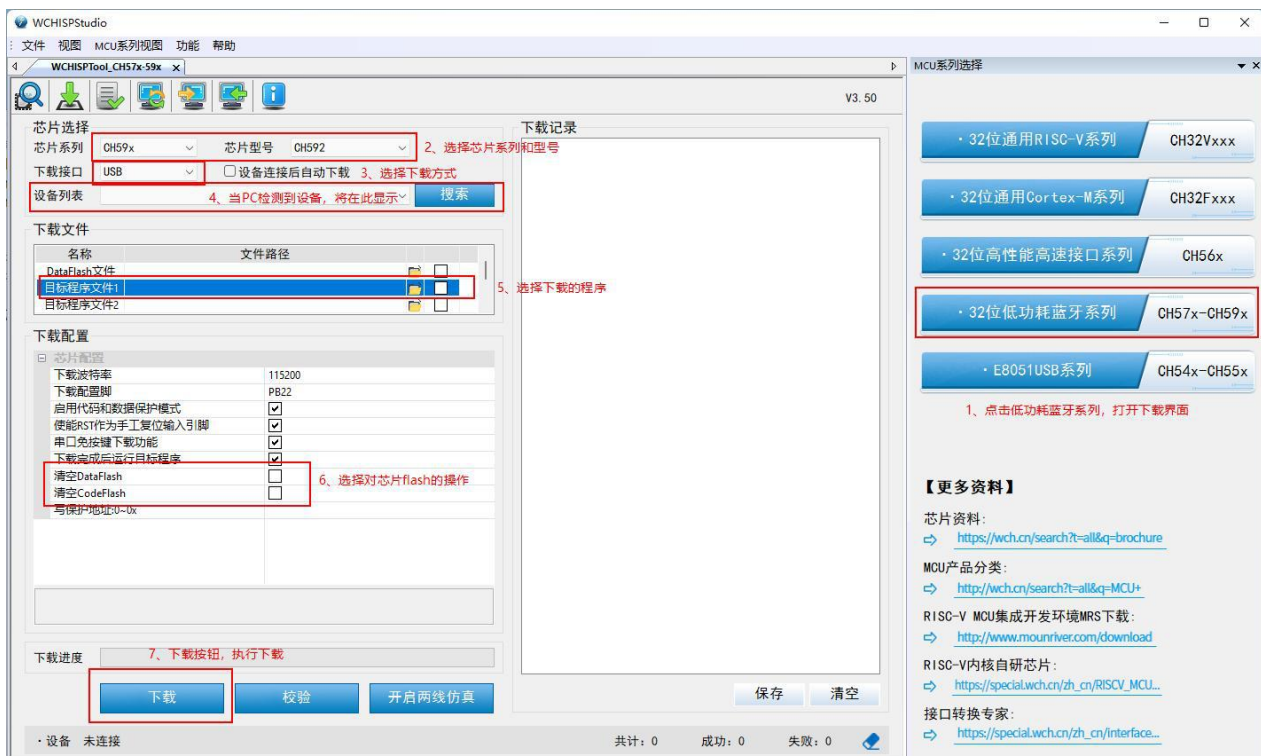 WCHISPStudio
文件 视图 MCU系列视图 功能 帮助
WCHISPTool_CH57x-59x x
MCU系列选择
V3.50
芯片选择
芯片系列 CH59x 芯片型号 CH592 2、选择芯片系列和型号
下载接口 USB 设备连接后自动下载 3、选择下载方式
设备列表 4、当PC检测到设备，将在此显示 搜索
下载文件
名称 文件路径
DataFlash文件
目标程序文件1
5、选择下载的程序
目标程序文件2
下载配置
芯片配置
下载波特率 115200
下载配置脚 PB22
启用代码和数据保护模式
使能RST作为手工复位输入引脚
串口免按键下载功能
下载完成后运行目标程序
清空DataFlash
6、选择对芯片flash的操作
清空CodeFlash
写保护地址:0~0x
下载进度 7、下载按钮，执行下载
下载 校验 开启两线仿真
下载记录
保存 清空
·设备 未连接
共计: 0 成功: 0 失败: 0
·32位通用RISC-V系列 CH32Vxxx
·32位通用Cortex-M系列 CH32Fxxx
·32位高性能高速接口系列 CH56x
·32位低功耗蓝牙系列 CH57x-CH59x
·E8051USB系列 CH54x-CH55x
1、点击低功耗蓝牙系列，打开下载界面
【更多资料】
芯片资料:
https://wch.cn/search?t=all&q=brochure
MCU产品分类:
http://wch.cn/search?t=all&q=MCU+
RISC-V MCU集成开发环境MRS下载:
http://www.mounriver.com/download
RISC-V内核自研芯片:
https://special.wch.cn/zh_cn/RISCV_MCU...
接口转换专家:
https://special.wch.cn/zh_cn/interface...